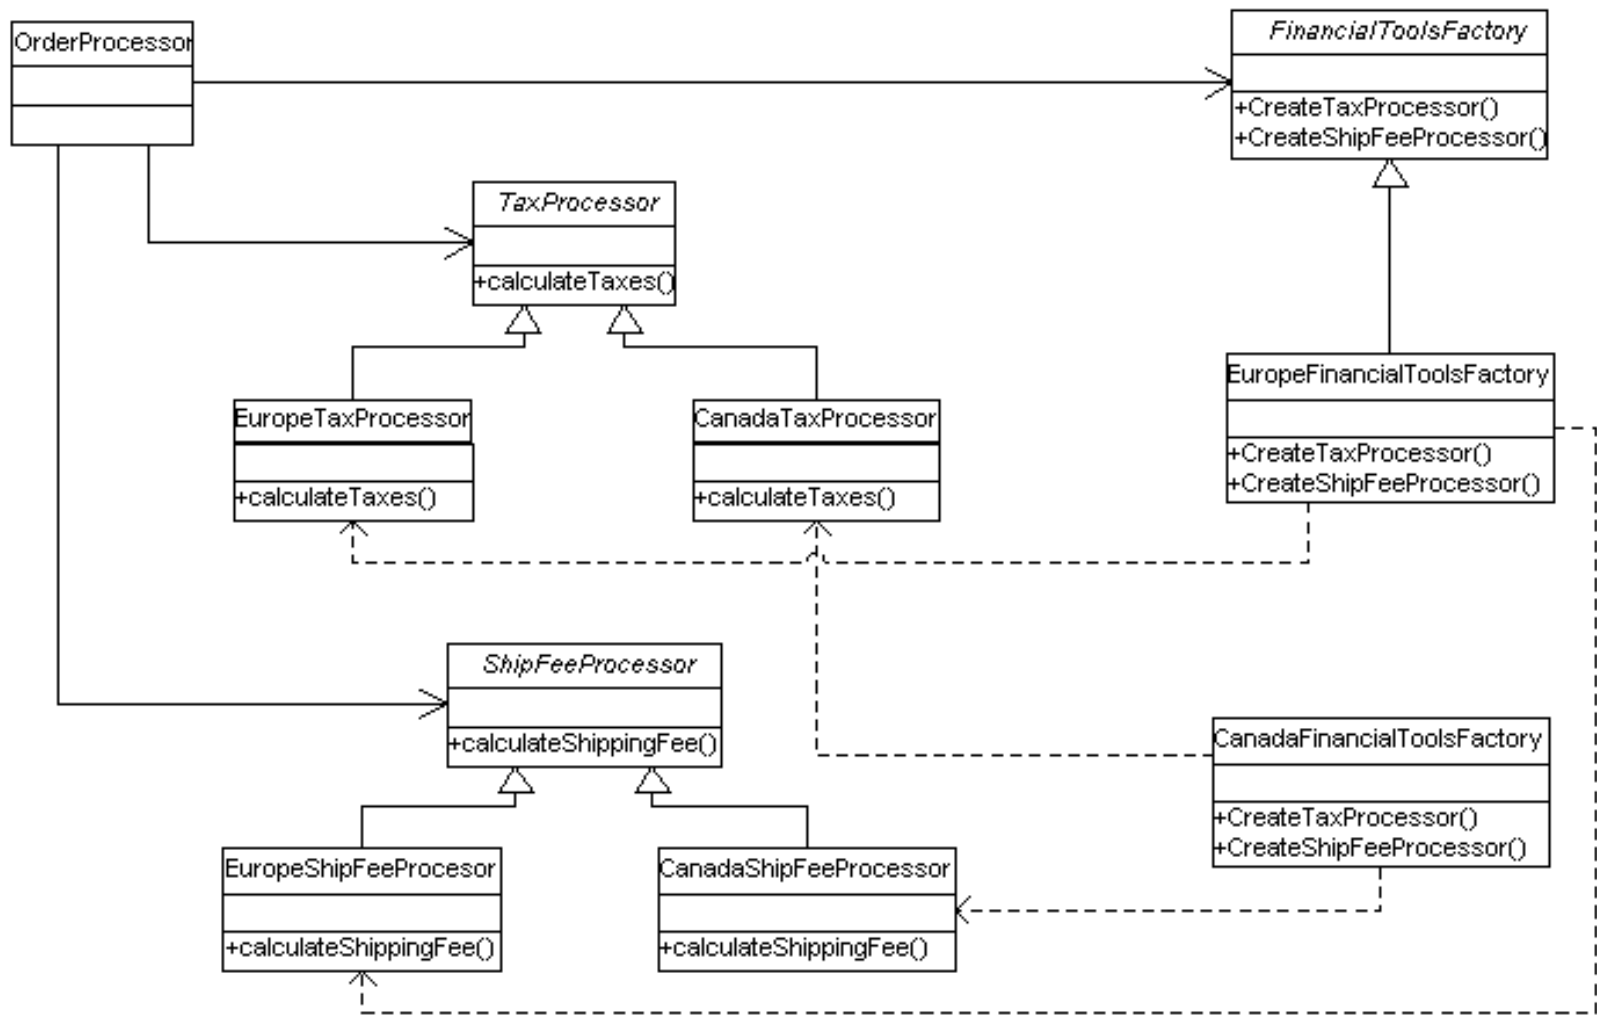 OrderProcessor
FinancialToolsFactory
+CreateTaxProcessor()
+CreateShipFeeProcessor()
TaxProcessor
+calculateTaxes()
EuropeFinancialToolsFactory
+CreateTaxProcessor()
+CreateShipFeeProcessor()
EuropeTaxProcessor
+calculateTaxes()
CanadaTaxProcessor
+calculateTaxes()
ShipFeeProcessor
+calculateShippingFee()
CanadaFinancialToolsFactory
+CreateTaxProcessor()
+CreateShipFeeProcessor()
EuropeShipFeeProcesor
+calculateShippingFee()
CanadaShipFeeProcessor
+calculateShippingFee()